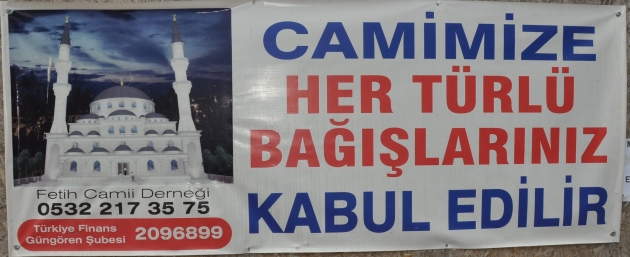 CAMİMİZE
HER TÜRLÜ
BAĞIŞLARINIZ
KABUL EDİLİR
Fetih Camii Derneği
0532 217 35 75
Türkiye Finans
Güngören Şubesi 2096899